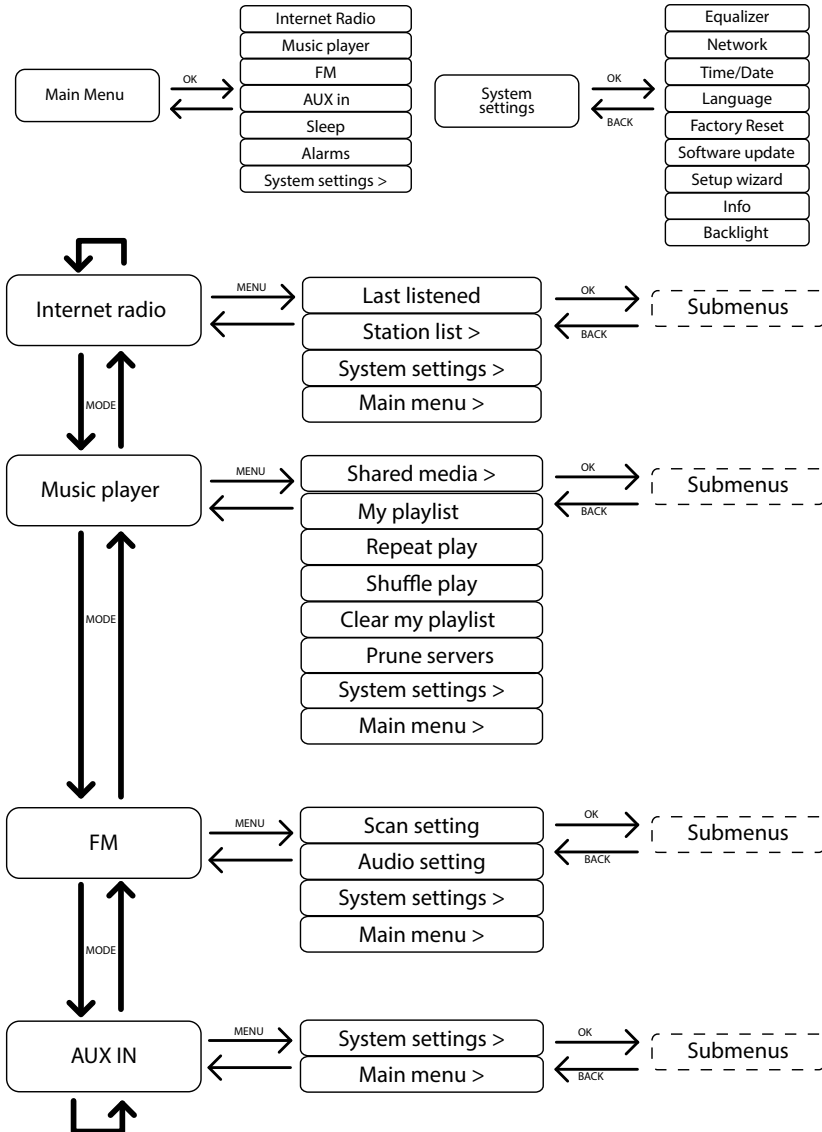 Internet Radio
Music player
FM
AUX in
Sleep
Alarms
System settings >
Main Menu
OK
System
settings
OK
BACK
Equalizer
Network
Time/Date
Language
Factory Reset
Software update
Setup wizard
Info
Backlight
Internet radio
MENU
Last listened
Station list >
System settings >
Main menu >
OK
BACK
Submenus
MODE
Music player
MENU
Shared media >
My playlist
Repeat play
Shuffle play
Clear my playlist
Prune servers
System settings >
Main menu >
OK
BACK
Submenus
MODE
FM
MENU
Scan setting
Audio setting
System settings >
Main menu >
OK
BACK
Submenus
MODE
AUX IN
MENU
System settings >
Main menu >
OK
BACK
Submenus